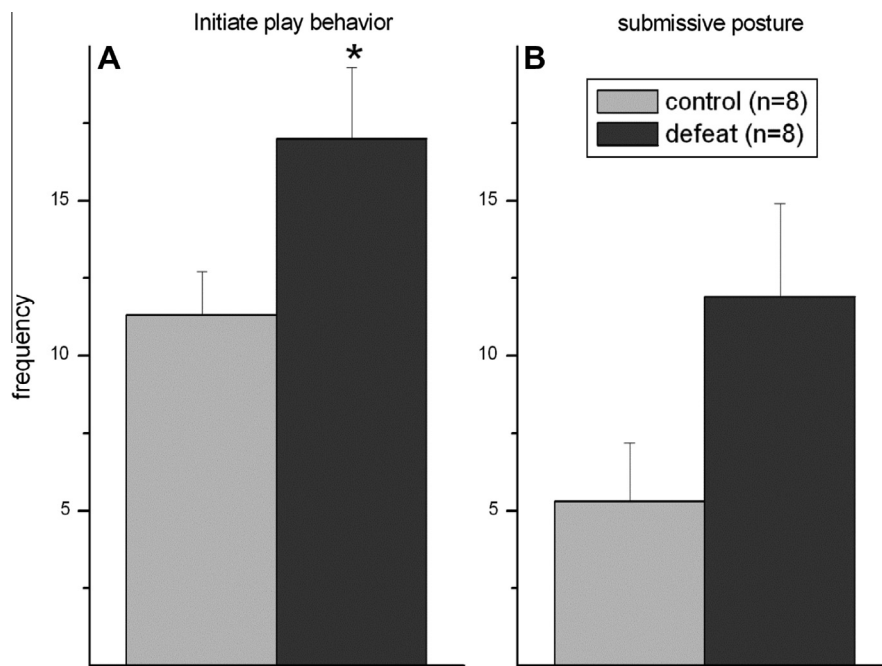 Initiate play behavior
submissive posture
A
*
B
control (n=8)
defeat (n=8)
15
10
5
frequency
15
10
5